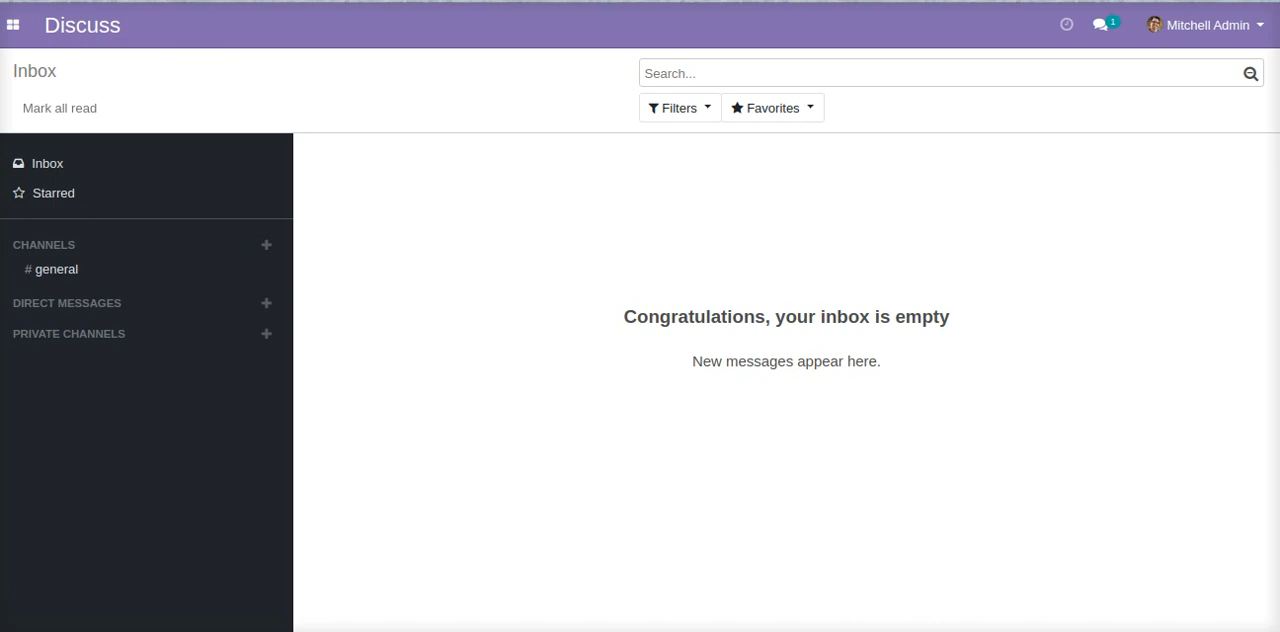 Discuss
1
Mitchell Admin
Inbox
Search...
Mark all read
Filters
Favorites
Inbox
Starred
CHANNELS
# general
DIRECT MESSAGES
PRIVATE CHANNELS
Congratulations, your inbox is empty
New messages appear here.